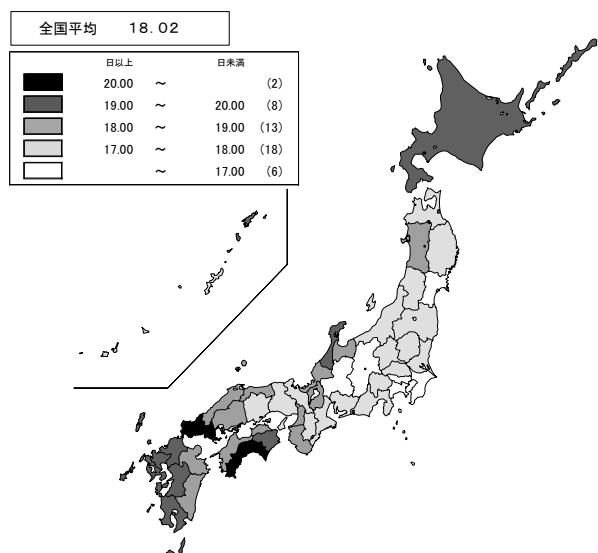 全国平均 18.02
日以上 日未満
20.00 ～ (2)
19.00 ～ 20.00 (8)
18.00 ～ 19.00 (13)
17.00 ～ 18.00 (18)
～ 17.00 (6)